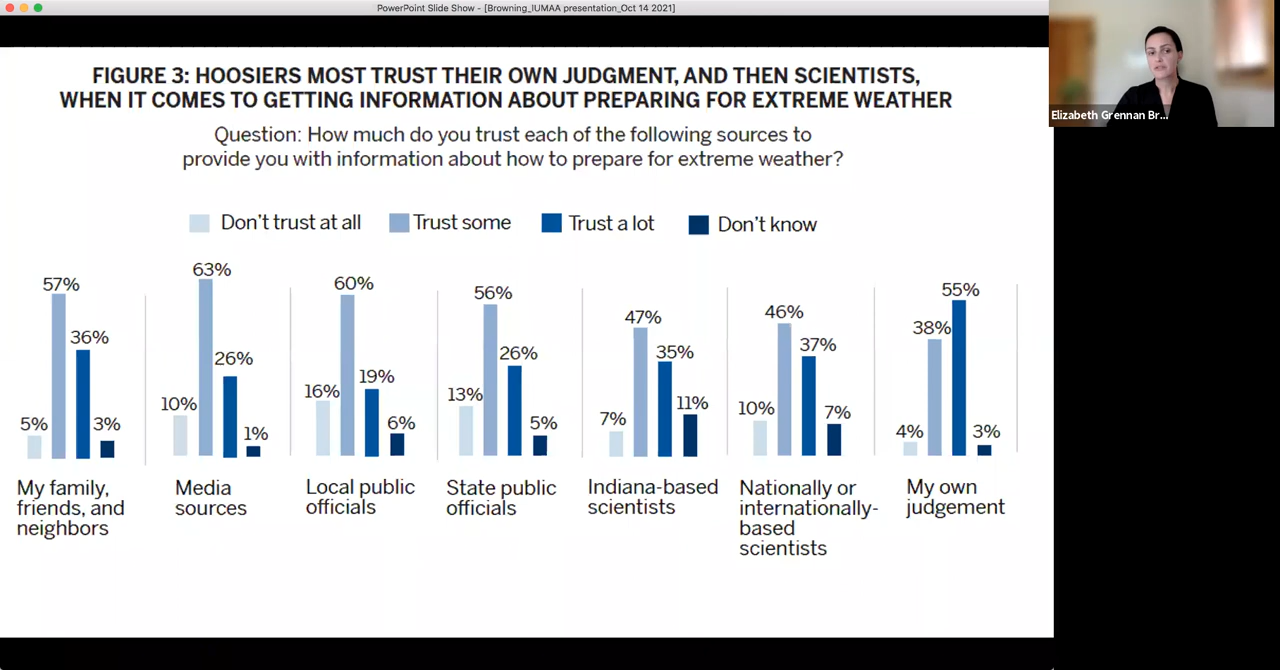 PowerPoint Slide Show - [Browning_IUMAA presentation_Oct 14 2021]
Elizabeth Grennan Br...
FIGURE 3: HOOSIERS MOST TRUST THEIR OWN JUDGMENT, AND THEN SCIENTISTS,
WHEN IT COMES TO GETTING INFORMATION ABOUT PREPARING FOR EXTREME WEATHER
Question: How much do you trust each of the following sources to
provide you with information about how to prepare for extreme weather?
Don't trust at all
Trust some
Trust a lot
Don't know
5%
57%
36%
3%
My family,
friends, and
neighbors
10%
63%
26%
1%
Media
sources
16%
60%
19%
6%
Local public
officials
13%
56%
26%
5%
State public
officials
7%
47%
35%
11%
Indiana-based
scientists
10%
46%
37%
7%
Nationally or
internationally-
based
scientists
4%
38%
55%
3%
My own
judgement